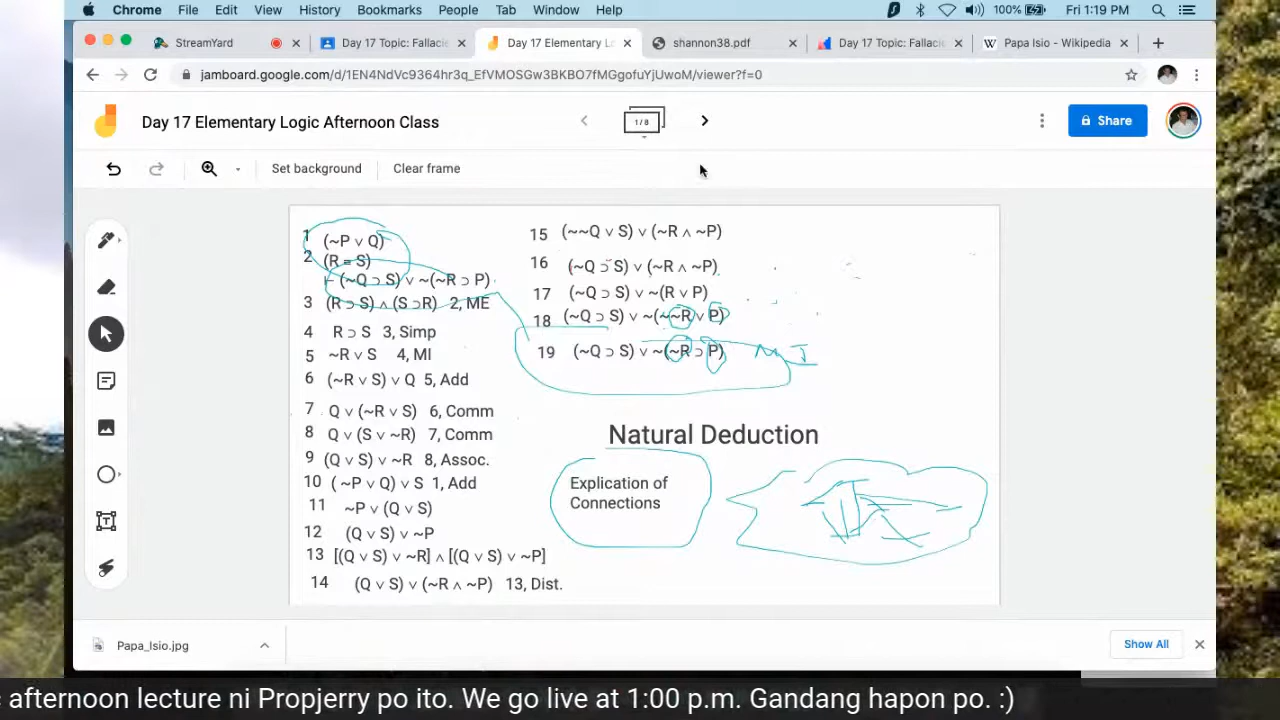 Chrome File Edit View History Bookmarks People Tab Window Help 100% Fri 1:19 PM
StreamYard Day 17 Topic: Fallacie Day 17 Elementary Lo shannon38.pdf Day 17 Topic: Fallacie Papa Isio - Wikipedia
jamboard.google.com/d/1EN4NdVc9364hr3q_EfVMOSGw3BKBO7fMGgofuYjUwoM/viewer?f=0
Day 17 Elementary Logic Afternoon Class
1/8
Share
Set background Clear frame
1 (~P ∨ Q)
2 (R ≡ S)
⊢ (~Q ⊃ S) ∨ ~(~R ⊃ P)
3 (R ⊃ S) ∧ (S ⊃R) 2, ME
4 R ⊃ S 3, Simp
5 ~R ∨ S 4, MI
6 (~R ∨ S) ∨ Q 5, Add
7 Q ∨ (~R ∨ S) 6, Comm
8 Q ∨ (S ∨ ~R) 7, Comm
9 (Q ∨ S) ∨ ~R 8, Assoc.
10 ( ~P ∨ Q) ∨ S 1, Add
11 ~P ∨ (Q ∨ S)
12 (Q ∨ S) ∨ ~P
13 [(Q ∨ S) ∨ ~R] ∧ [(Q ∨ S) ∨ ~P]
14 (Q ∨ S) ∨ (~R ∧ ~P) 13, Dist.
15 (~~Q ∨ S) ∨ (~R ∧ ~P)
16 (~Q ⊃ S) ∨ (~R ∧ ~P)
17 (~Q ⊃ S) ∨ ~(R ∨ P)
18 (~Q ⊃ S) ∨ ~(~~R ∨ P)
19 (~Q ⊃ S) ∨ ~(~R ⊃ P) MI
Natural Deduction
Explication of
Connections
Papa_Isio.jpg
Show All
afternoon lecture ni Propjerry po ito. We go live at 1:00 p.m. Gandang hapon po. :)